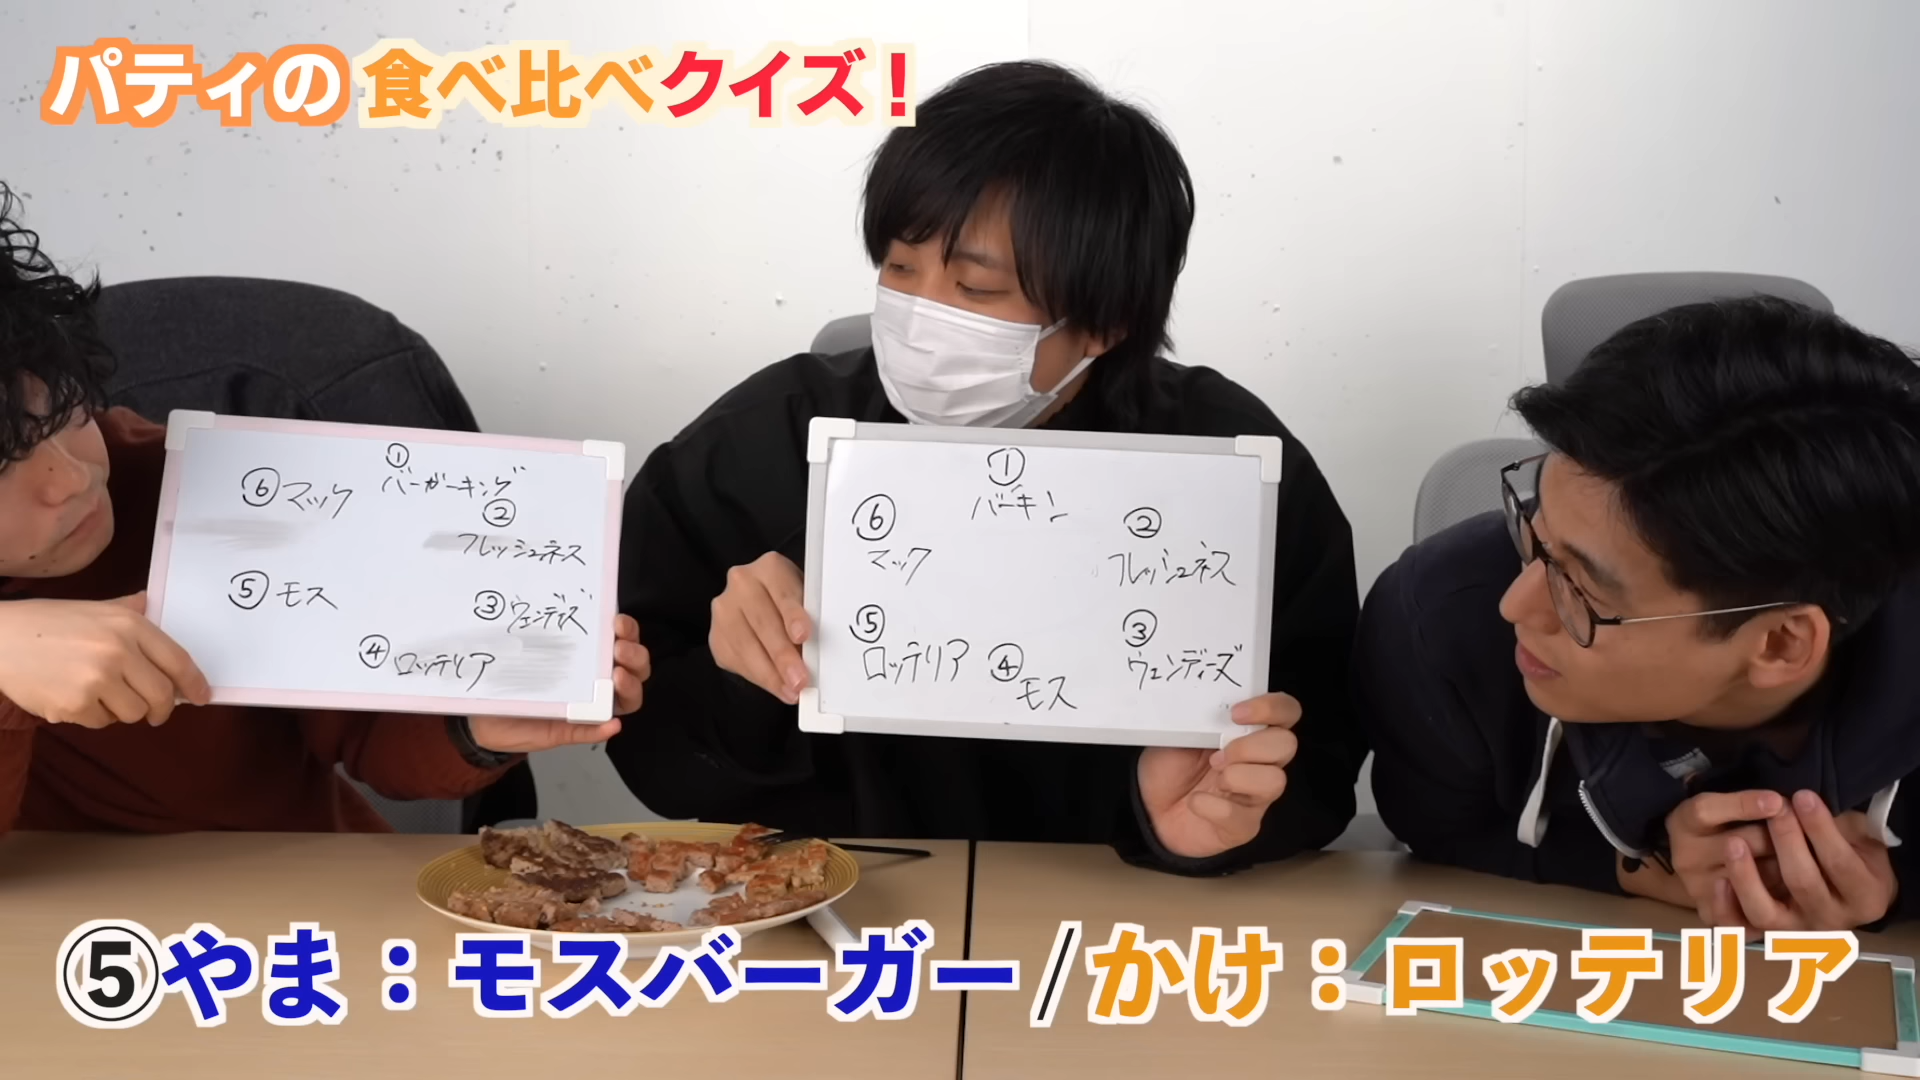 パティの食べ比べクイズ！
①
バーガーキング
⑥マック
②
フレッシュネス
⑤モス
③ウェンディーズ
④ロッテリア
①
バーキン
⑥
マック
②
フレッシュネス
⑤
ロッテリア
④
モス
③
ウェンディーズ
⑤やま：モスバーガー/かけ：ロッテリア